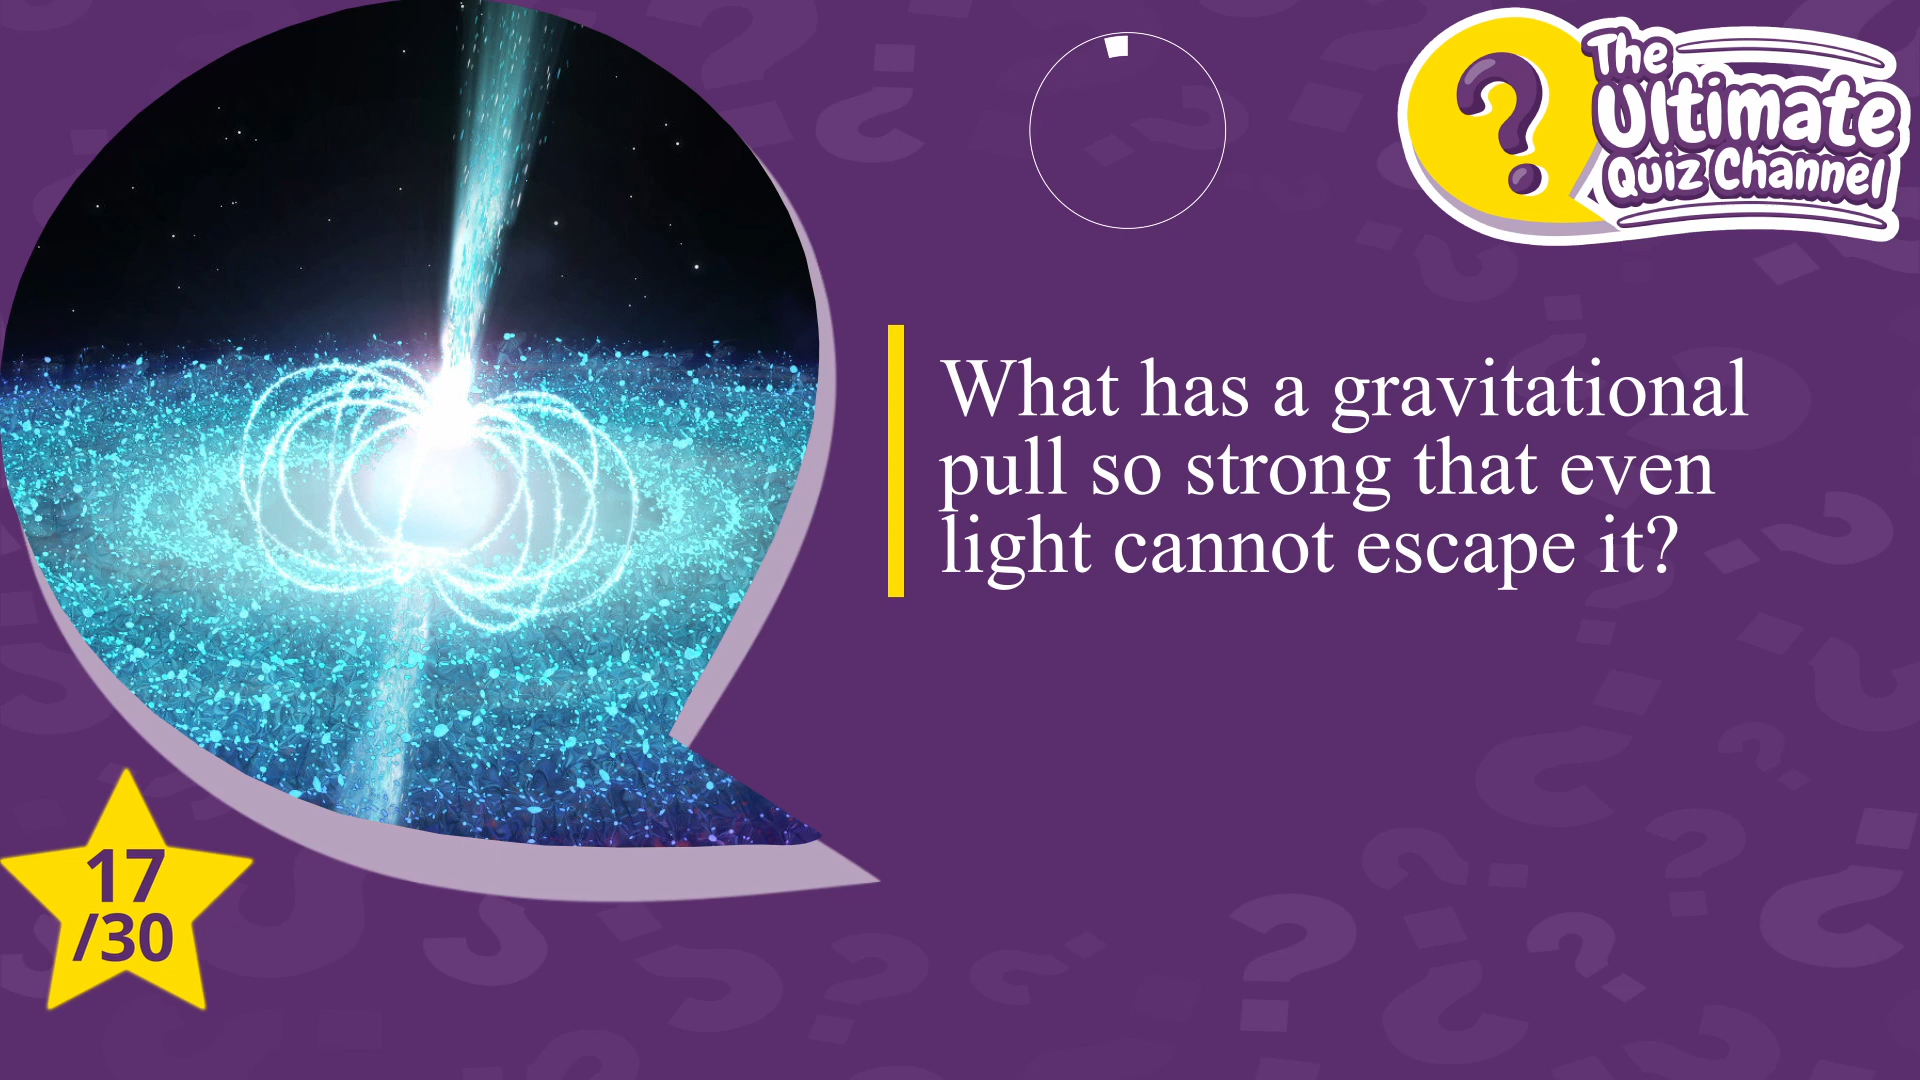 The
Ultimate
Quiz Channel
What has a gravitational
pull so strong that even
light cannot escape it?
17
/30